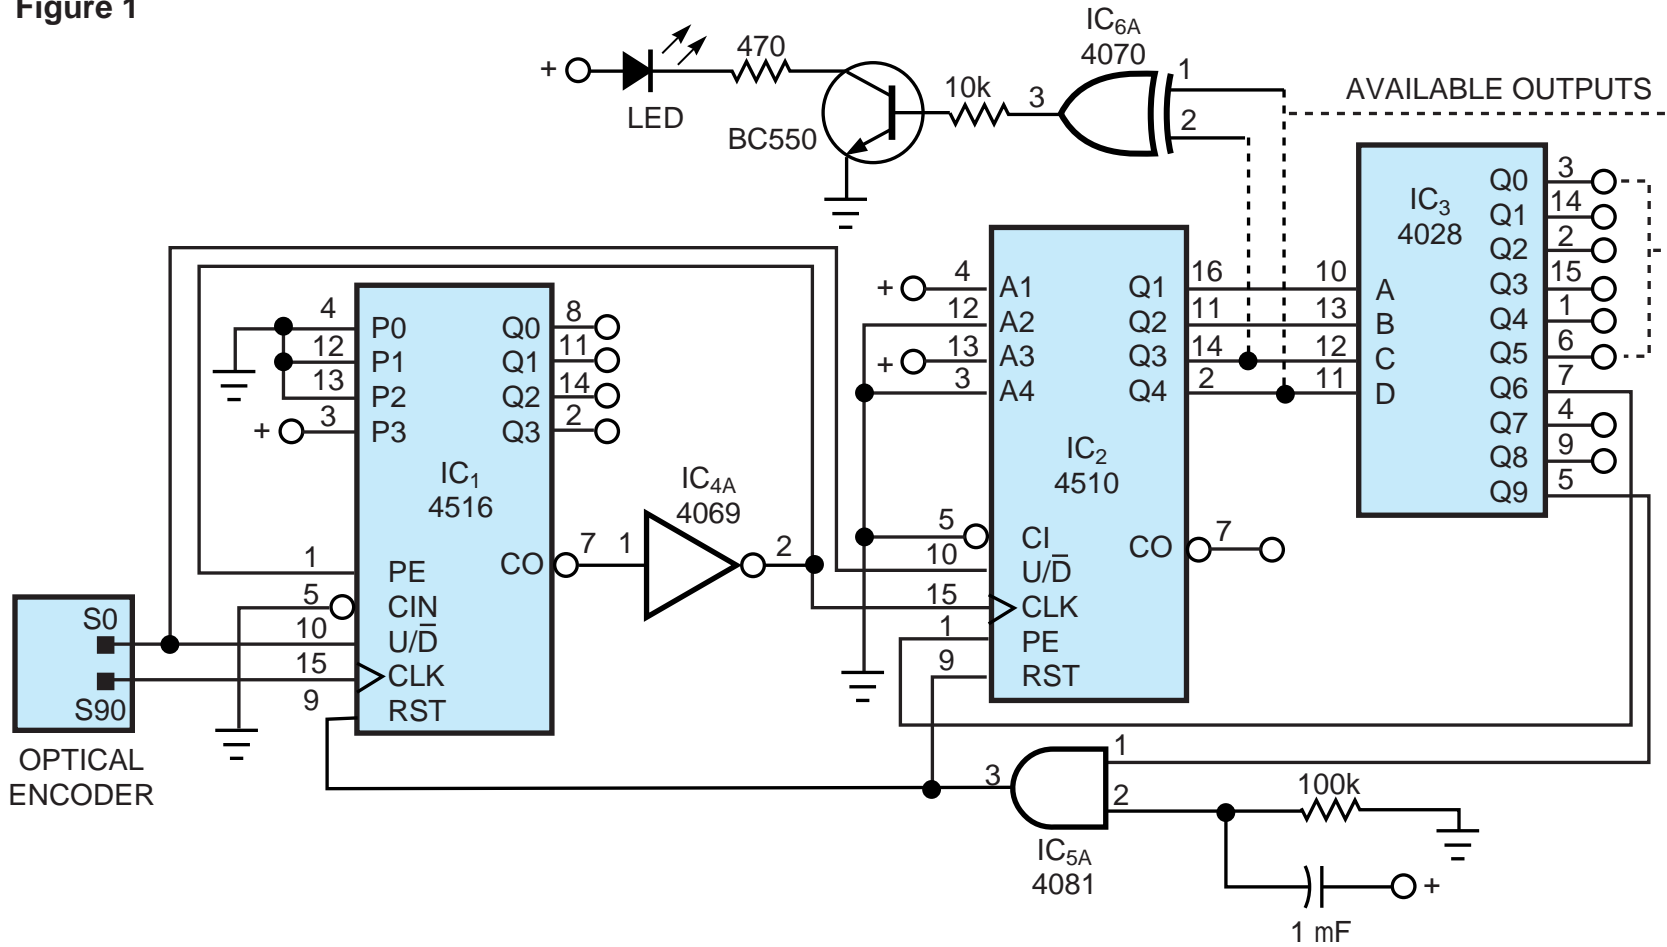 Figure 1
IC6A
4070
470
10k
3
1
2
+
LED
BC550
AVAILABLE OUTPUTS
IC3
4028
Q0 3
Q1 14
Q2 2
Q3 15
Q4 1
Q5 6
Q6 7
Q7 4
Q8 9
Q9 5
10 A
13 B
12 C
11 D
+ 4 A1
12 A2
+ 13 A3
3 A4
Q1 16
Q2 11
Q3 14
Q4 2
IC2
4510
5 CI
10 U/D̅
15 CLK
1 PE
9 RST
CO 7
4 P0
12 P1
13 P2
+ 3 P3
Q0 8
Q1 11
Q2 14
Q3 2
IC1
4516
CO 7
1 PE
5 CIN
10 U/D̅
15 CLK
9 RST
IC4A
4069
1
2
S0
S90
OPTICAL
ENCODER
3
1
2
IC5A
4081
100k
+
1 mF